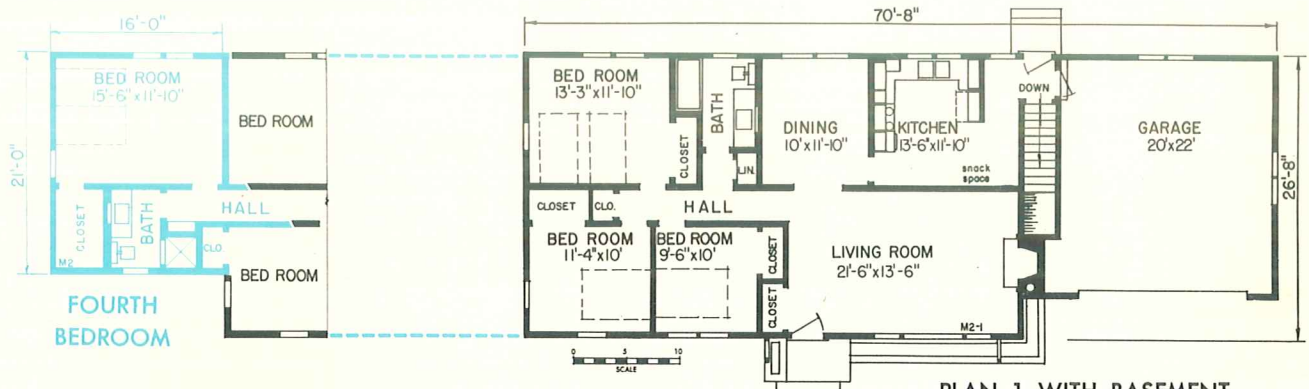 16'-0"
21'-0"
BED ROOM
15'-6"x11'-10"
BED ROOM
CLOSET
BATH
HALL
CLO.
M2
BED ROOM
FOURTH
BEDROOM
70'-8"
26'-8"
BED ROOM
13'-3"x11'-10"
CLOSET
BATH
LIN.
DINING
10'x11'-10"
KITCHEN
13'-6"x11'-10"
snack
space
DOWN
GARAGE
20'x22'
CLOSET
CLO.
HALL
BED ROOM
11'-4"x10'
BED ROOM
9'-6"x10'
CLOSET
CLOSET
LIVING ROOM
21'-6"x13'-6"
M2-1
0 5 10
SCALE
PLAN 1 WITH BASEMENT